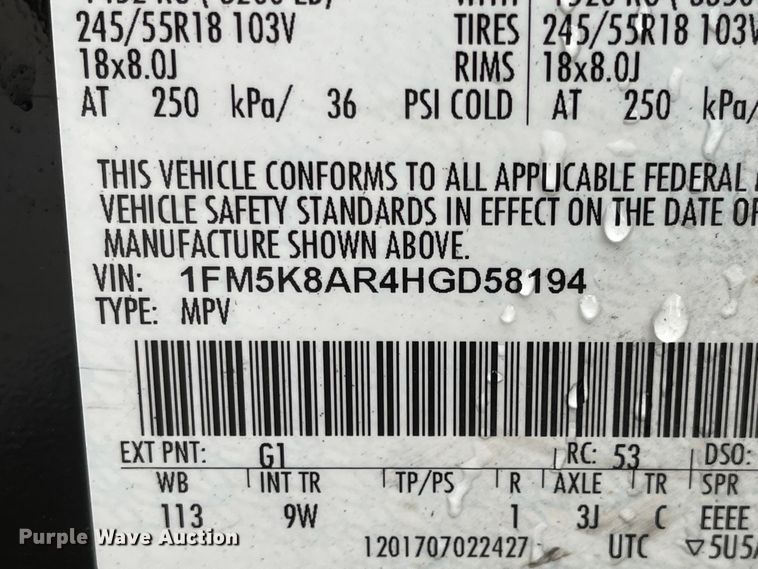 245/55R18 103V TIRES 245/55R18 103V
18x8.0J RIMS 18x8.0J
AT 250 kPa/ 36 PSI COLD AT 250 kPa/
THIS VEHICLE CONFORMS TO ALL APPLICABLE FEDERAL
VEHICLE SAFETY STANDARDS IN EFFECT ON THE DATE OF
MANUFACTURE SHOWN ABOVE.
VIN: 1FM5K8AR4HGD58194
TYPE: MPV
EXT PNT: G1 RC: 53 DSO:
WB INT TR TP/PS R AXLE TR SPR
113 9W 1 3J C EEEE
1201707022427 UTC ▽5U5A
Purple Wave Auction